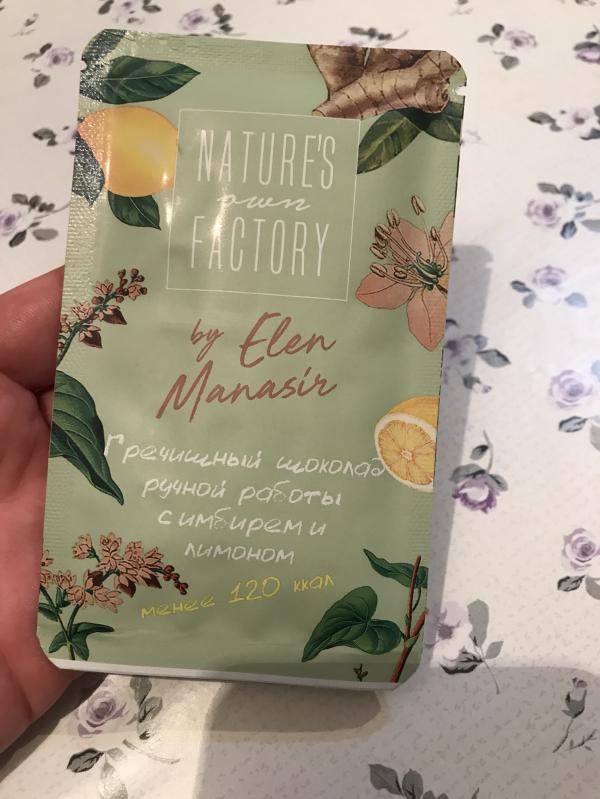 NATURE'S
own
FACTORY
by Elen
Manasir
Гречишный шоколад
ручной работы
с имбирем и
лимоном
менее 120 ккал